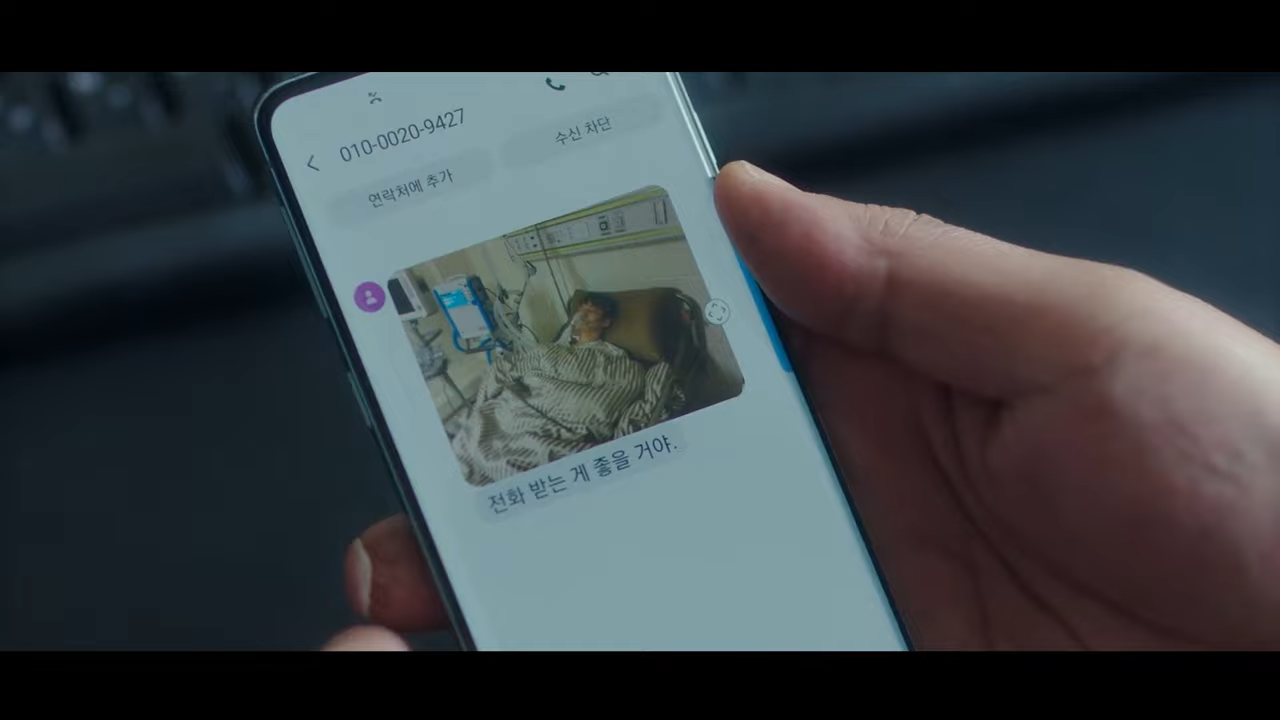 010-0020-9427
연락처에 추가
수신 차단
전화 받는 게 좋을 거야.